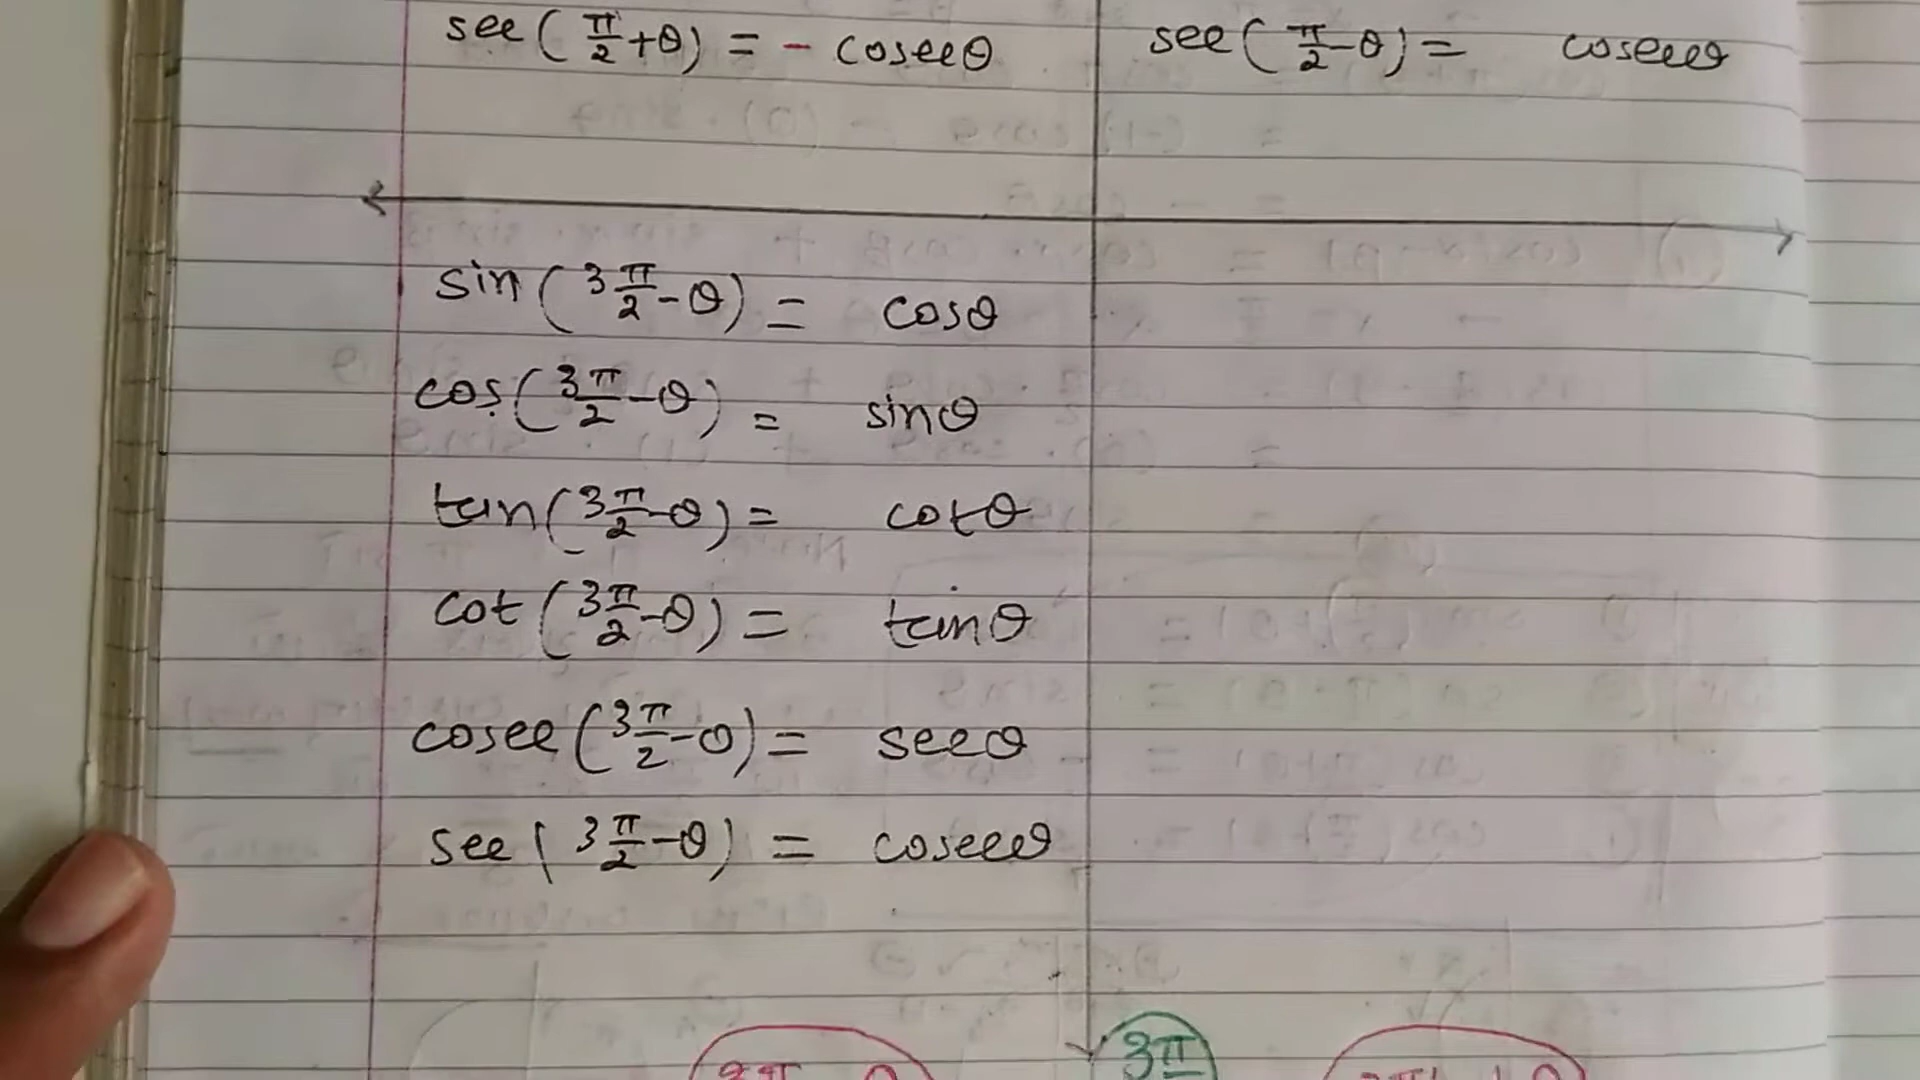 sec(π/2+θ) = - cosecθ
sec(π/2-θ) = cosecθ
sin(3π/2-θ) = cosθ
cos(3π/2-θ) = sinθ
tan(3π/2-θ) = cotθ
cot(3π/2-θ) = tanθ
cosec(3π/2-θ) = secθ
sec(3π/2-θ) = cosecθ
3π